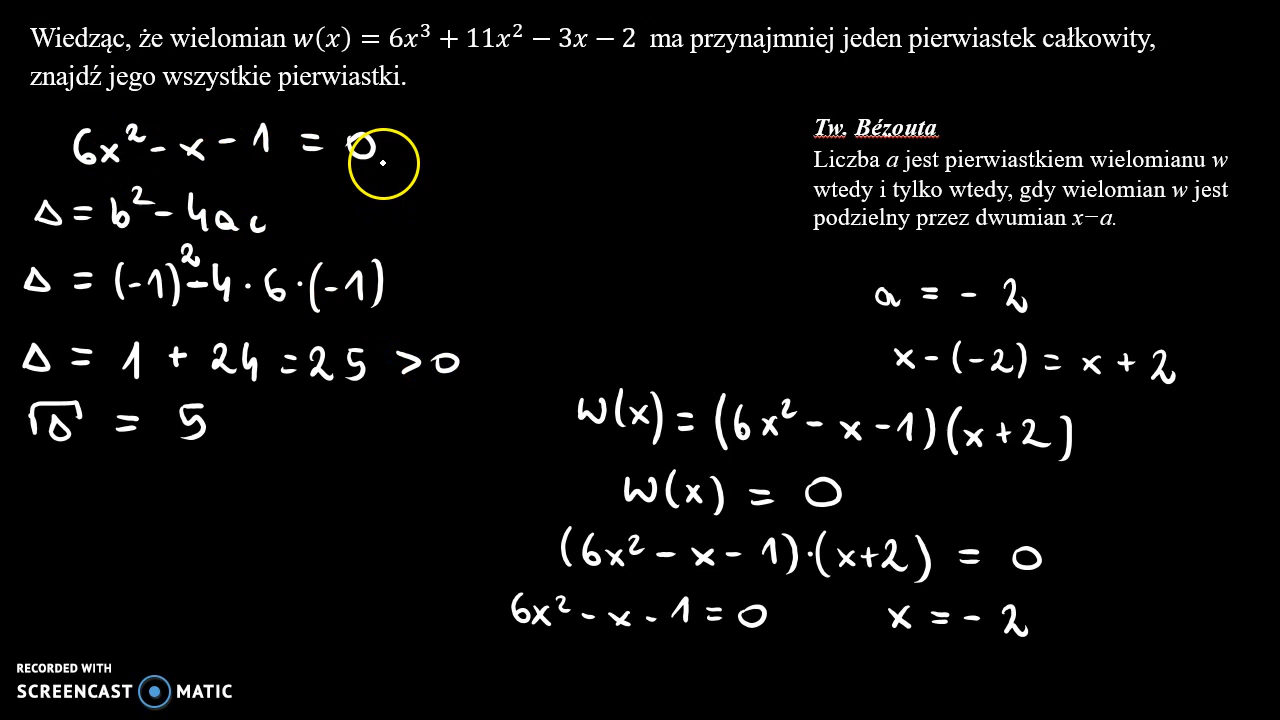 Wiedząc, że wielomian w(x) = 6x³ + 11x² − 3x − 2 ma przynajmniej jeden pierwiastek całkowity,
znajdź jego wszystkie pierwiastki.
6x² - x - 1 = 0
Δ = b² - 4ac
Δ = (-1)² - 4 · 6 · (-1)
Δ = 1 + 24 = 25 > 0
√Δ = 5
Tw. Bézouta
Liczba a jest pierwiastkiem wielomianu w
wtedy i tylko wtedy, gdy wielomian w jest
podzielny przez dwumian x−a.
a = - 2
x - (-2) = x + 2
W(x) = (6x² - x - 1)(x + 2)
W(x) = 0
(6x² - x - 1)·(x+2) = 0
6x² - x - 1 = 0 x = - 2
RECORDED WITH
SCREENCAST MATIC